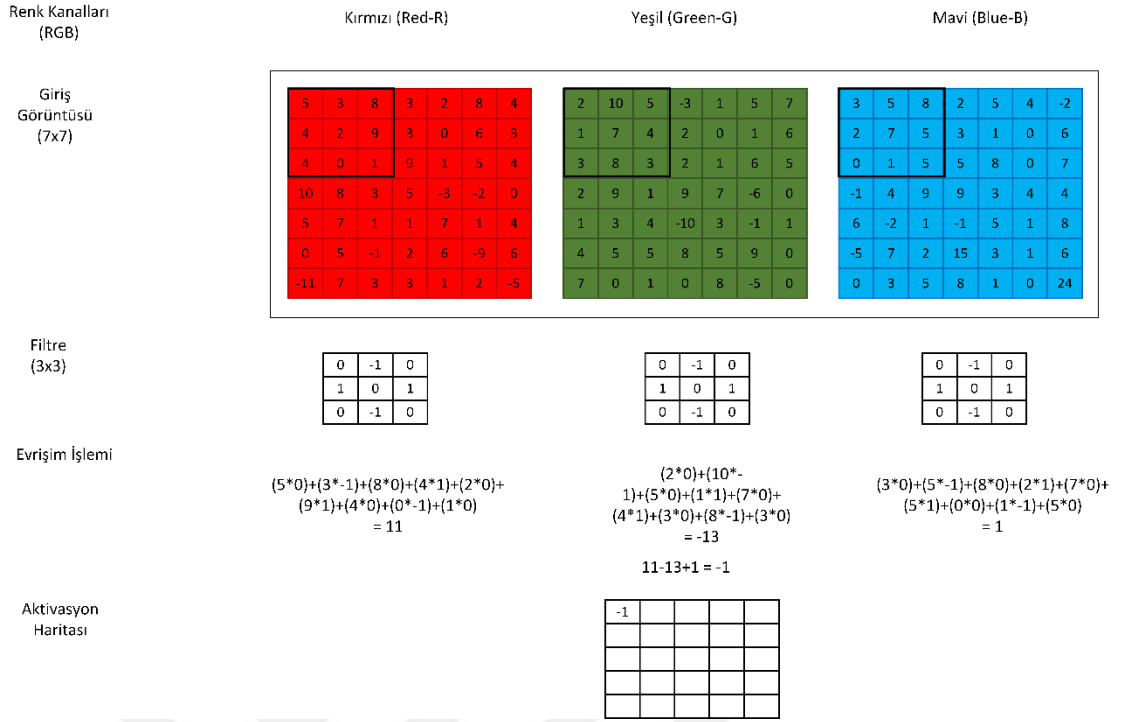 Renk Kanalları
(RGB)
Kırmızı (Red-R)
Yeşil (Green-G)
Mavi (Blue-B)
Giriş
Görüntüsü
(7x7)
5 3 8 3 2 8 4
4 2 9 3 0 6 3
4 0 1 9 1 5 4
10 8 3 5 -3 -2 0
5 7 1 1 7 1 4
0 5 -1 2 6 -9 6
-11 7 3 3 1 2 -5
2 10 5 -3 1 5 7
1 7 4 2 0 1 6
3 8 3 2 1 6 5
2 9 1 9 7 -6 0
1 3 4 -10 3 -1 1
4 5 5 8 5 9 0
7 0 1 0 8 -5 0
3 5 8 2 5 4 -2
2 7 5 3 1 0 6
0 1 5 5 8 0 7
-1 4 9 9 3 4 4
6 -2 1 -1 5 1 8
-5 7 2 15 3 1 6
0 3 5 8 1 0 24
Filtre
(3x3)
0 -1 0
1 0 1
0 -1 0
0 -1 0
1 0 1
0 -1 0
0 -1 0
1 0 1
0 -1 0
Evrişim İşlemi
(5*0)+(3*-1)+(8*0)+(4*1)+(2*0)+
(9*1)+(4*0)+(0*-1)+(1*0)
= 11
(2*0)+(10*-
1)+(5*0)+(1*1)+(7*0)+
(4*1)+(3*0)+(8*-1)+(3*0)
= -13
(3*0)+(5*-1)+(8*0)+(2*1)+(7*0)+
(5*1)+(0*0)+(1*-1)+(5*0)
= 1
11-13+1 = -1
Aktivasyon
Haritası
-1